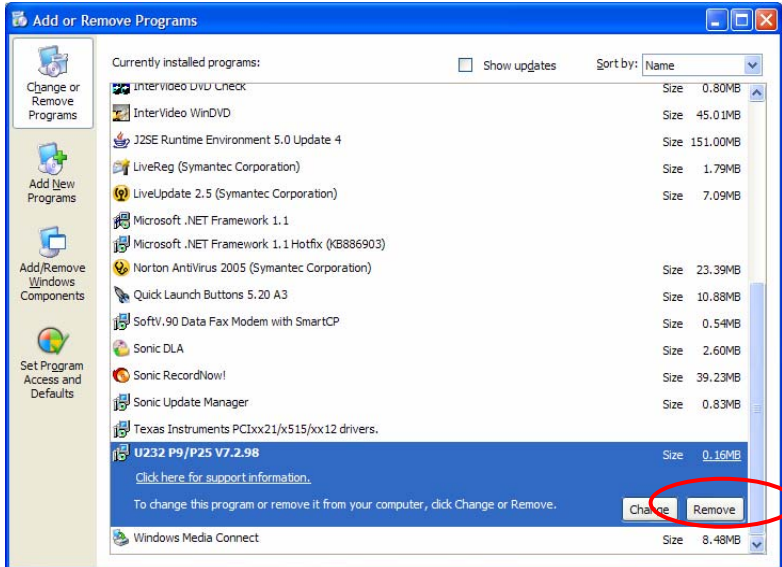 Add or Remove Programs
Change or
Remove
Programs
Add New
Programs
Add/Remove
Windows
Components
Set Program
Access and
Defaults
Currently installed programs:
Show updates
Sort by: Name
InterVideo DVD Check Size 0.80MB
InterVideo WinDVD Size 45.01MB
J2SE Runtime Environment 5.0 Update 4 Size 151.00MB
LiveReg (Symantec Corporation) Size 1.79MB
LiveUpdate 2.5 (Symantec Corporation) Size 7.09MB
Microsoft .NET Framework 1.1
Microsoft .NET Framework 1.1 Hotfix (KB886903)
Norton AntiVirus 2005 (Symantec Corporation) Size 23.39MB
Quick Launch Buttons 5.20 A3 Size 10.88MB
SoftV.90 Data Fax Modem with SmartCP Size 0.54MB
Sonic DLA Size 2.60MB
Sonic RecordNow! Size 39.23MB
Sonic Update Manager Size 0.83MB
Texas Instruments PCIxx21/x515/xx12 drivers.
U232 P9/P25 V7.2.98 Size 0.16MB
Click here for support information.
To change this program or remove it from your computer, click Change or Remove. Change Remove
Windows Media Connect Size 8.48MB